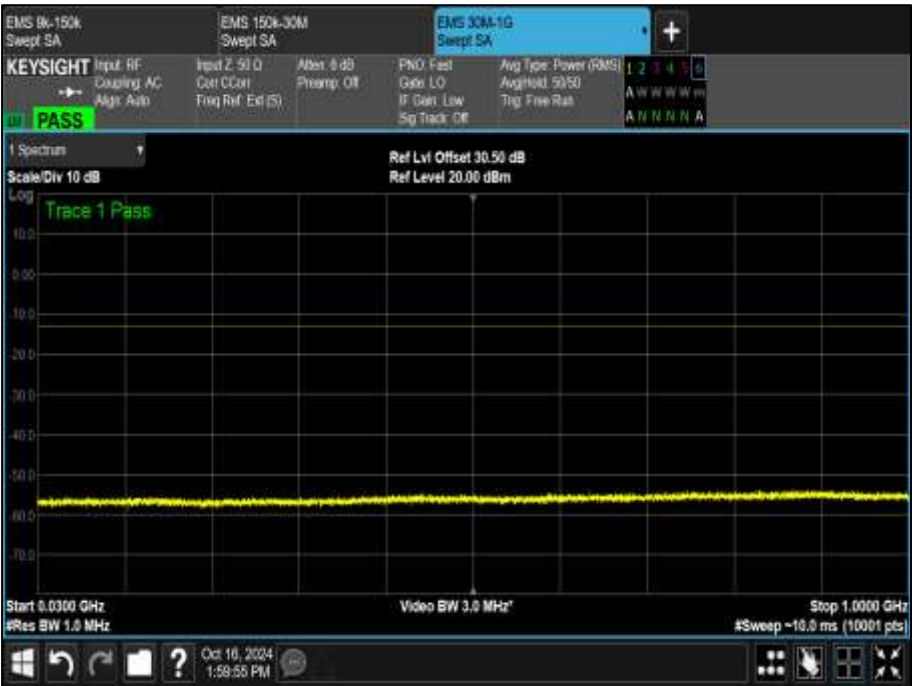 EMS 9k-150k
Swept SA
EMS 150k-30M
Swept SA
EMS 30M-1G
Swept SA
KEYSIGHT
Input: RF
Coupling: AC
Align: Auto
Input Z: 50 Ω
Corr CCorr
Freq Ref: Ext (S)
Atten: 6 dB
Preamp: Off
PNO: Fast
Gate: LO
IF Gain: Low
Sig Track: Off
Avg Type: Power (RMS)
Avg|Hold: 50/50
Trig: Free Run
1 2 3 4 5 6
A W W W W
A N N N N A
PASS
1 Spectrum
Scale/Div 10 dB
Ref Lvl Offset 30.50 dB
Ref Level 20.00 dBm
Log
Trace 1 Pass
10.0
0.00
-10.0
-20.0
-30.0
-40.0
-50.0
-60.0
-70.0
Start 0.0300 GHz
#Res BW 1.0 MHz
Video BW 3.0 MHz*
Stop 1.0000 GHz
#Sweep ~10.0 ms (10001 pts)
?
Oct 16, 2024
1:59:55 PM